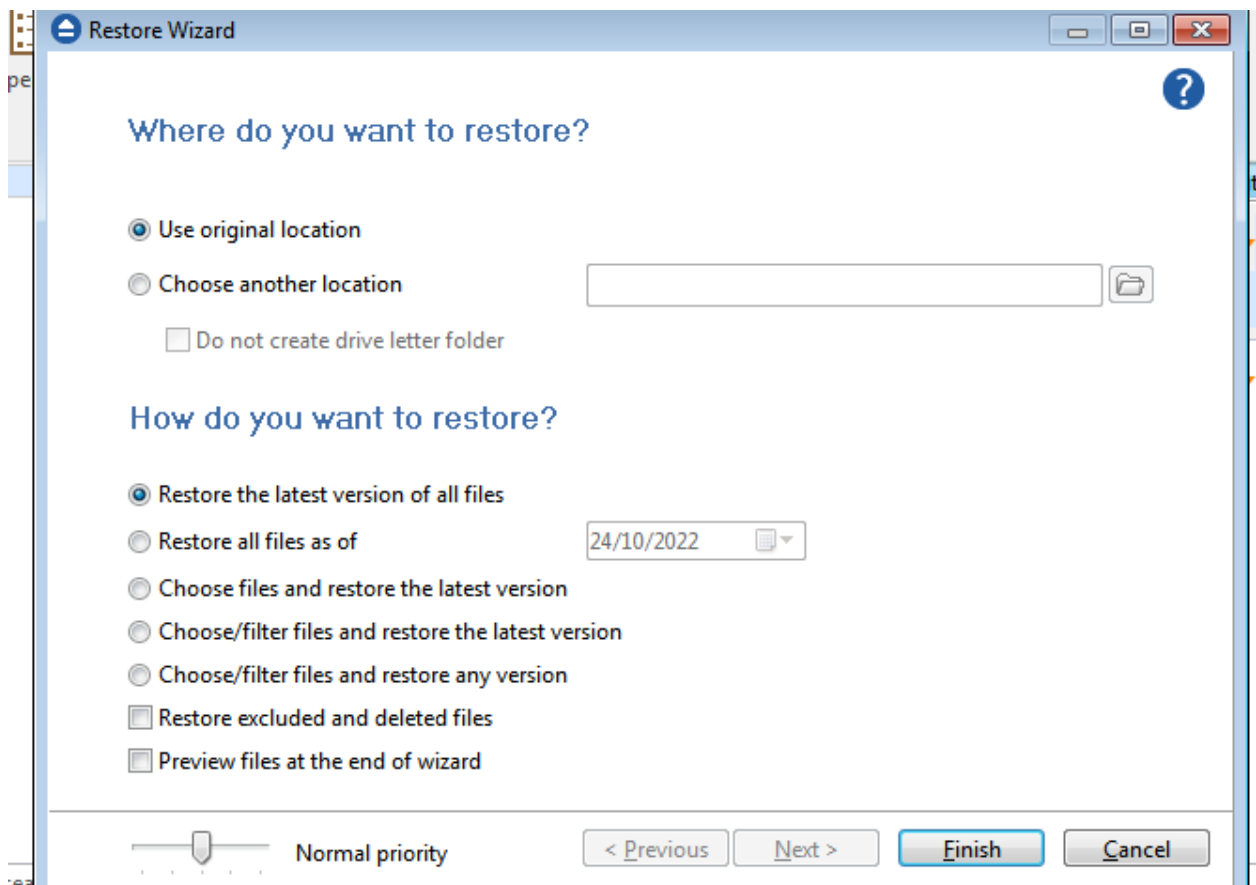 Restore Wizard
pe
Where do you want to restore?
Use original location
Choose another location
Do not create drive letter folder
How do you want to restore?
Restore the latest version of all files
Restore all files as of 24/10/2022
Choose files and restore the latest version
Choose/filter files and restore the latest version
Choose/filter files and restore any version
Restore excluded and deleted files
Preview files at the end of wizard
Normal priority < Previous Next > Finish Cancel